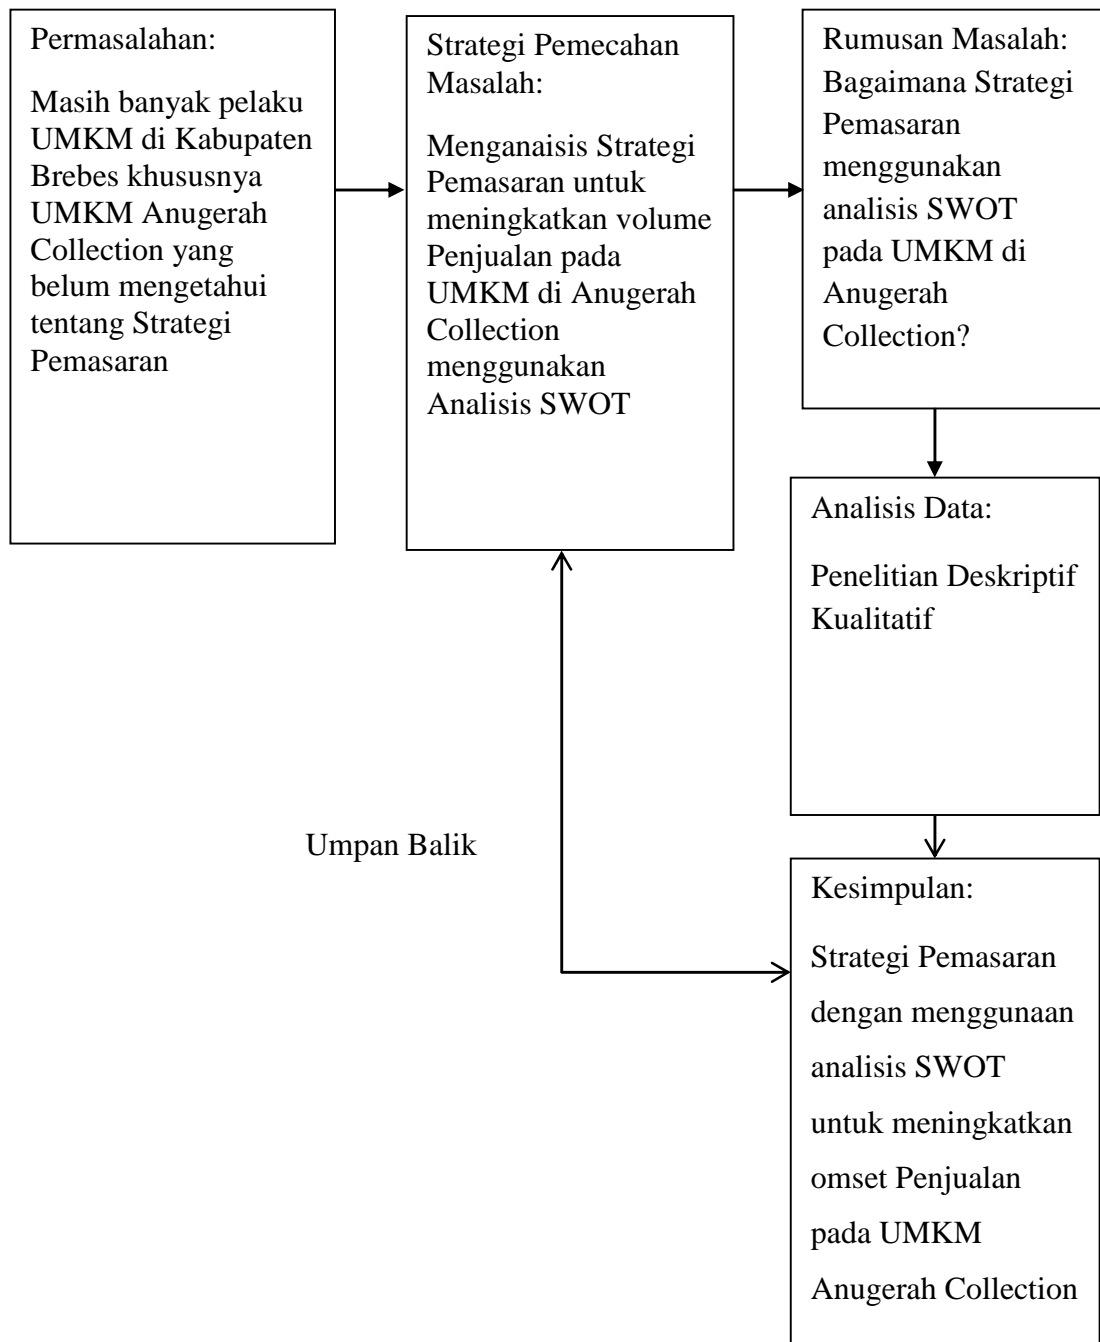 Permasalahan:
Masih banyak pelaku
UMKM di Kabupaten
Brebes khususnya
UMKM Anugerah
Collection yang
belum mengetahui
tentang Strategi
Pemasaran
Strategi Pemecahan
Masalah:
Menganaisis Strategi
Pemasaran untuk
meningkatkan volume
Penjualan pada
UMKM di Anugerah
Collection
menggunakan
Analisis SWOT
Rumusan Masalah:
Bagaimana Strategi
Pemasaran
menggunakan
analisis SWOT
pada UMKM di
Anugerah
Collection?
Analisis Data:
Penelitian Deskriptif
Kualitatif
Umpan Balik
Kesimpulan:
Strategi Pemasaran
dengan menggunaan
analisis SWOT
untuk meningkatkan
omset Penjualan
pada UMKM
Anugerah Collection